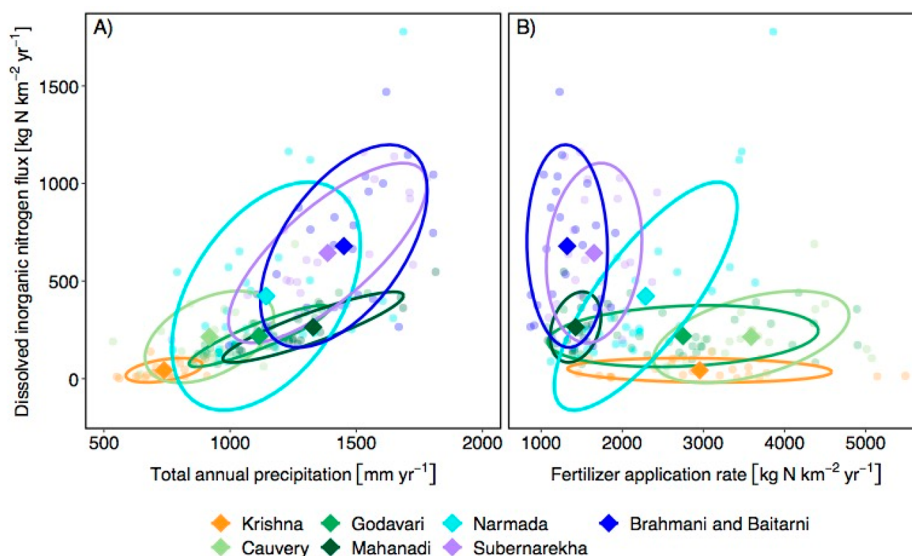 A)
B)
Dissolved inorganic nitrogen flux [kg N km⁻² yr⁻¹]
1500
1000
500
0
500 1000 1500 2000
1000 2000 3000 4000 5000
Total annual precipitation [mm yr⁻¹]
Fertilizer application rate [kg N km⁻² yr⁻¹]
Krishna Godavari Narmada Brahmani and Baitarni
Cauvery Mahanadi Subernarekha